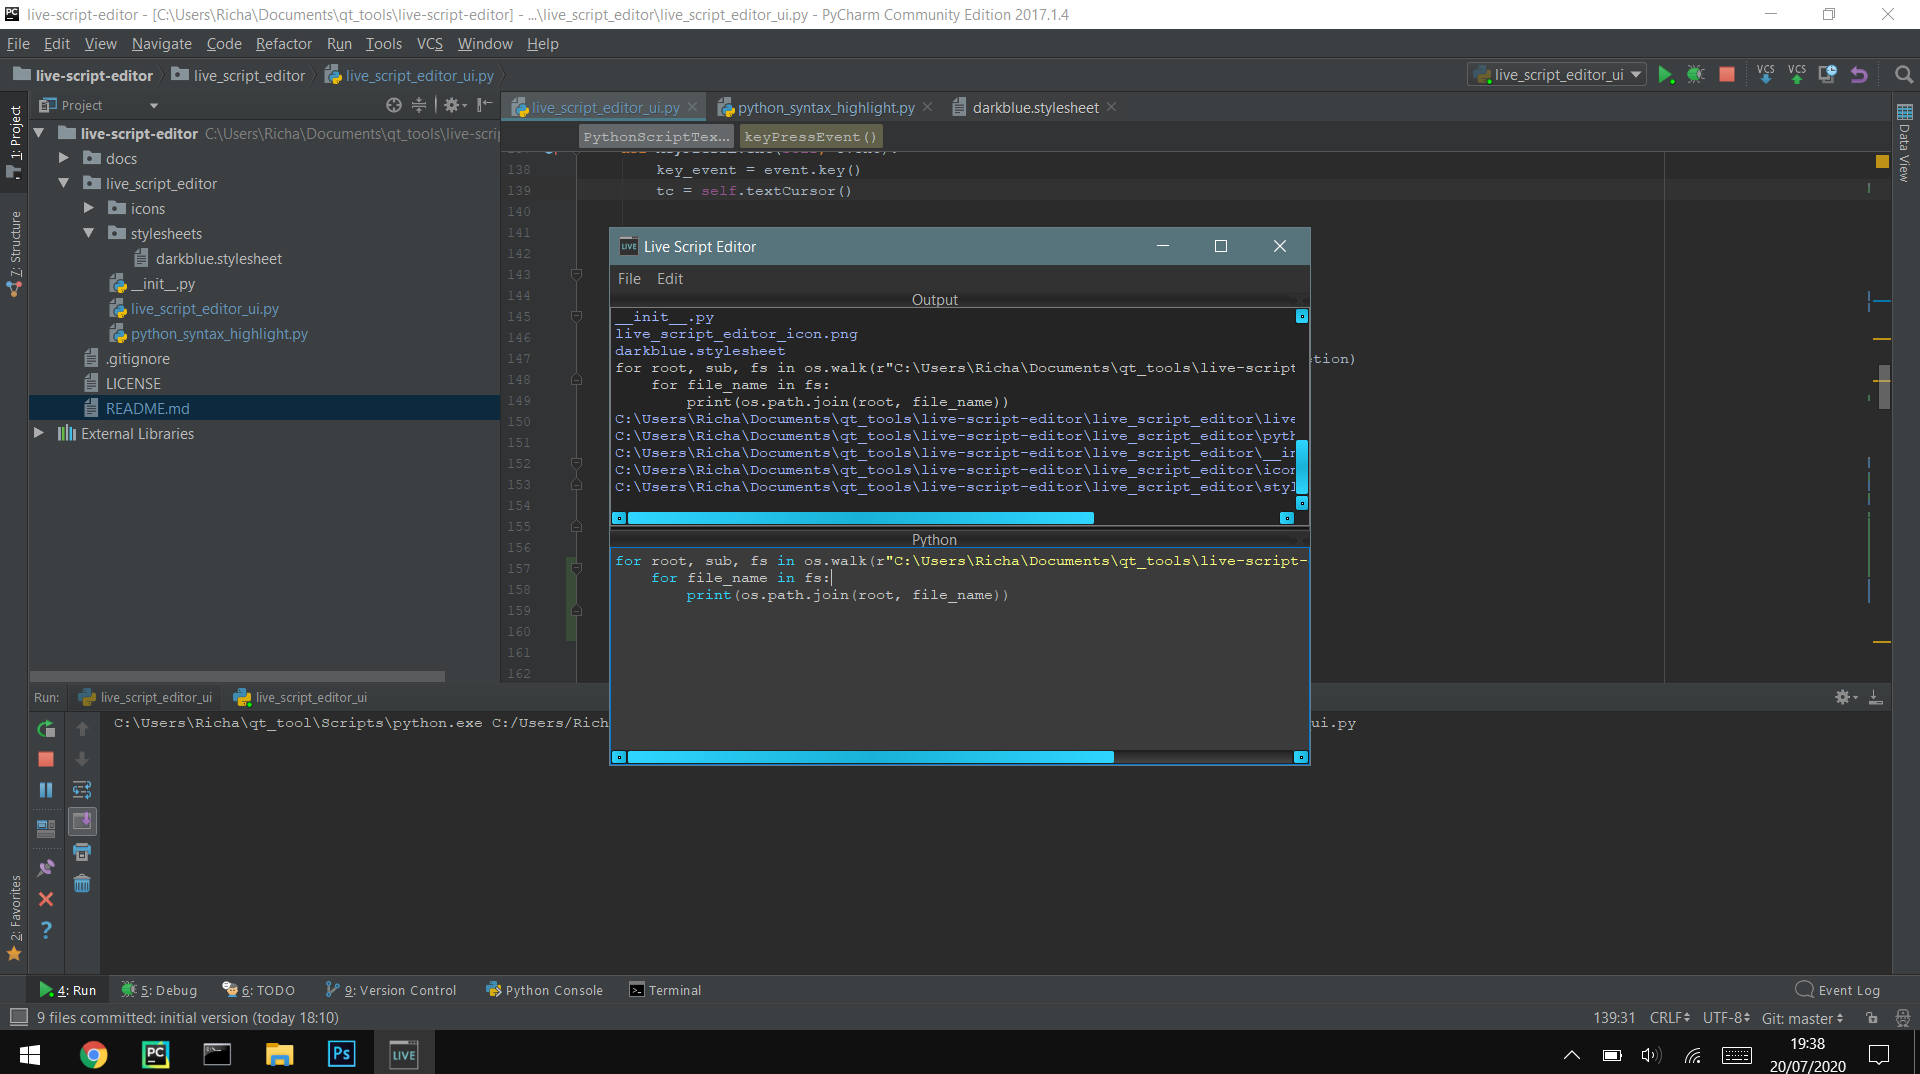 live-script-editor - [C:\Users\Richa\Documents\qt_tools\live-script-editor] - ...\live_script_editor\live_script_editor_ui.py - PyCharm Community Edition 2017.1.4
File Edit View Navigate Code Refactor Run Tools VCS Window Help
live-script-editor live_script_editor live_script_editor_ui.py
live_script_editor_ui
VCS VCS
1: Project
7: Structure
2: Favorites
Data View
Project
live-script-editor C:\Users\Richa\Documents\qt_tools\live-scrip
docs
live_script_editor
icons
stylesheets
darkblue.stylesheet
__init__.py
live_script_editor_ui.py
python_syntax_highlight.py
.gitignore
LICENSE
README.md
External Libraries
live_script_editor_ui.py python_syntax_highlight.py darkblue.stylesheet
PythonScriptTex... keyPressEvent()
138 key_event = event.key()
139 tc = self.textCursor()
140
141
142
143
144
145
146
147 tion)
148
149
150
151
152
153
154
155
156
157
158
159
160
161
162
Live Script Editor
File Edit
Output
__init__.py
live_script_editor_icon.png
darkblue.stylesheet
for root, sub, fs in os.walk(r"C:\Users\Richa\Documents\qt_tools\live-script
for file_name in fs:
print(os.path.join(root, file_name))
C:\Users\Richa\Documents\qt_tools\live-script-editor\live_script_editor\live
C:\Users\Richa\Documents\qt_tools\live-script-editor\live_script_editor\pyth
C:\Users\Richa\Documents\qt_tools\live-script-editor\live_script_editor\__in
C:\Users\Richa\Documents\qt_tools\live-script-editor\live_script_editor\icon
C:\Users\Richa\Documents\qt_tools\live-script-editor\live_script_editor\styl
Python
for root, sub, fs in os.walk(r"C:\Users\Richa\Documents\qt_tools\live-script-
for file_name in fs:
print(os.path.join(root, file_name))
Run: live_script_editor_ui live_script_editor_ui
C:\Users\Richa\qt_tool\Scripts\python.exe C:/Users/Rich ui.py
4: Run 5: Debug 6: TODO 9: Version Control Python Console Terminal Event Log
9 files committed: initial version (today 18:10) 139:31 CRLF UTF-8 Git: master
PC Ps LIVE
19:38
20/07/2020